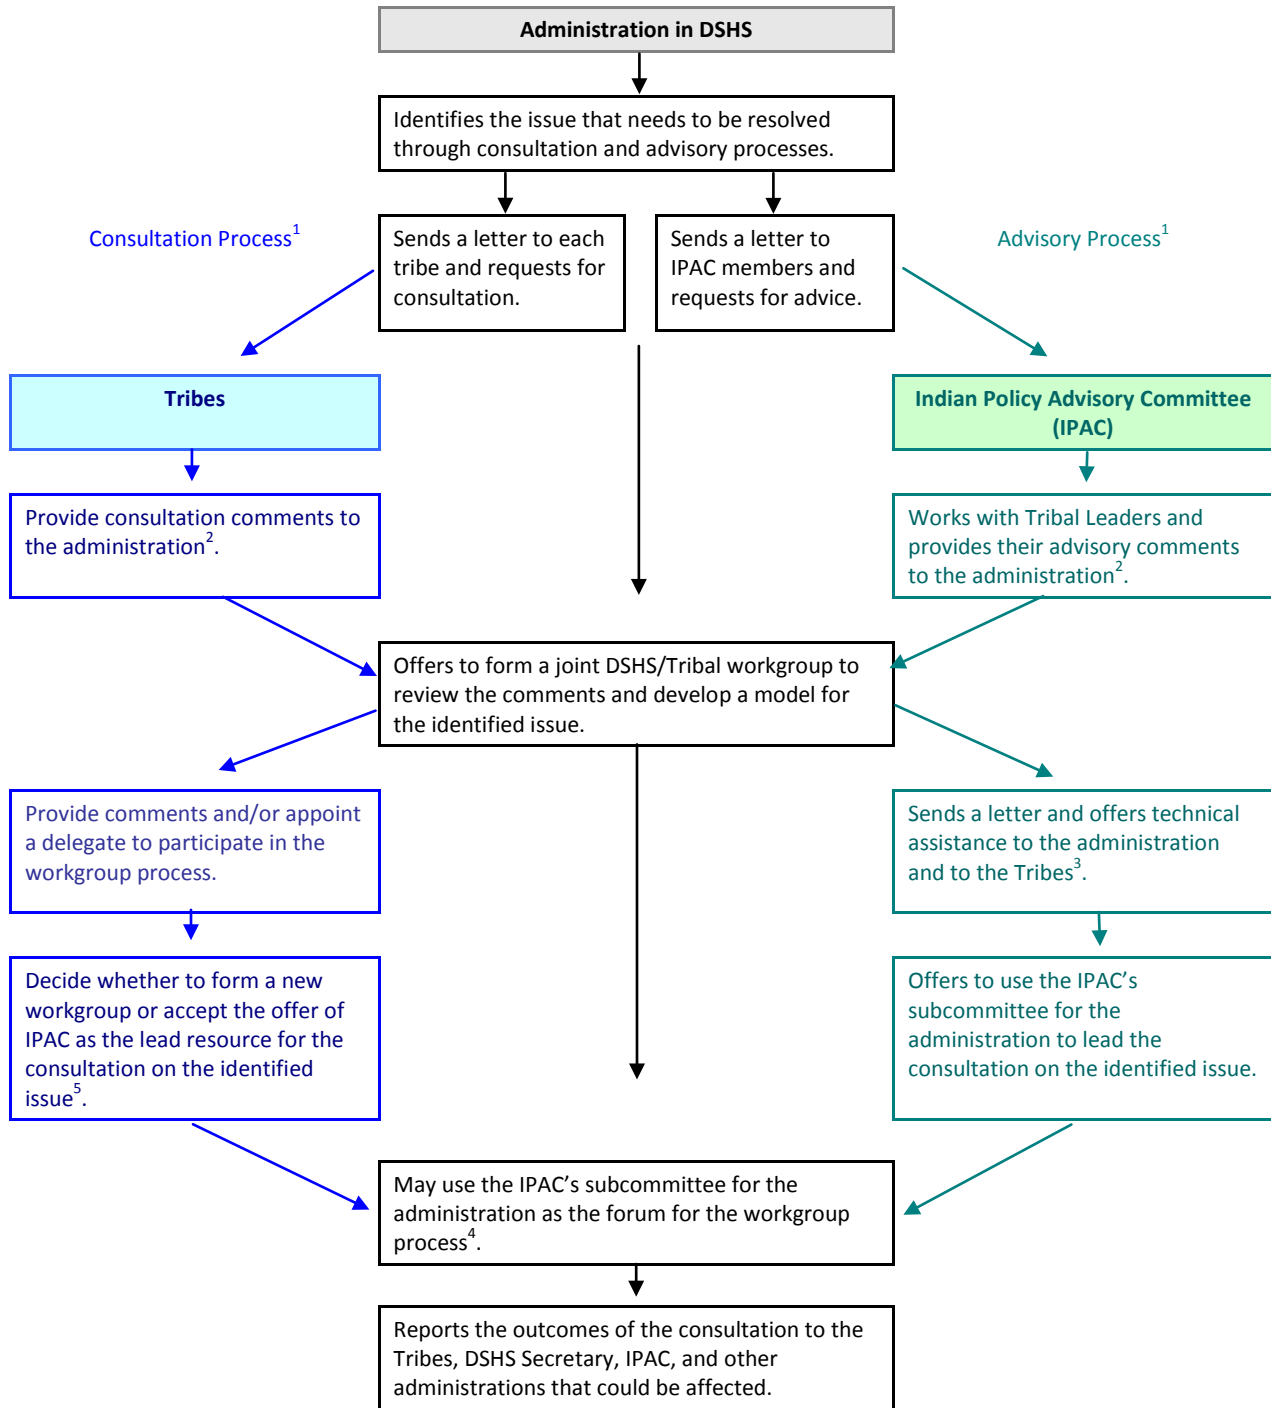 Administration in DSHS
Identifies the issue that needs to be resolved
through consultation and advisory processes.
Consultation Process1
Sends a letter to each
tribe and requests for
consultation.
Sends a letter to
IPAC members and
requests for advice.
Advisory Process1
Tribes
Indian Policy Advisory Committee
(IPAC)
Provide consultation comments to
the administration2.
Works with Tribal Leaders and
provides their advisory comments
to the administration2.
Offers to form a joint DSHS/Tribal workgroup to
review the comments and develop a model for
the identified issue.
Provide comments and/or appoint
a delegate to participate in the
workgroup process.
Sends a letter and offers technical
assistance to the administration
and to the Tribes3.
Decide whether to form a new
workgroup or accept the offer of
IPAC as the lead resource for the
consultation on the identified
issue5.
Offers to use the IPAC’s
subcommittee for the
administration to lead the
consultation on the identified issue.
May use the IPAC’s subcommittee for the
administration as the forum for the workgroup
process4.
Reports the outcomes of the consultation to the
Tribes, DSHS Secretary, IPAC, and other
administrations that could be affected.